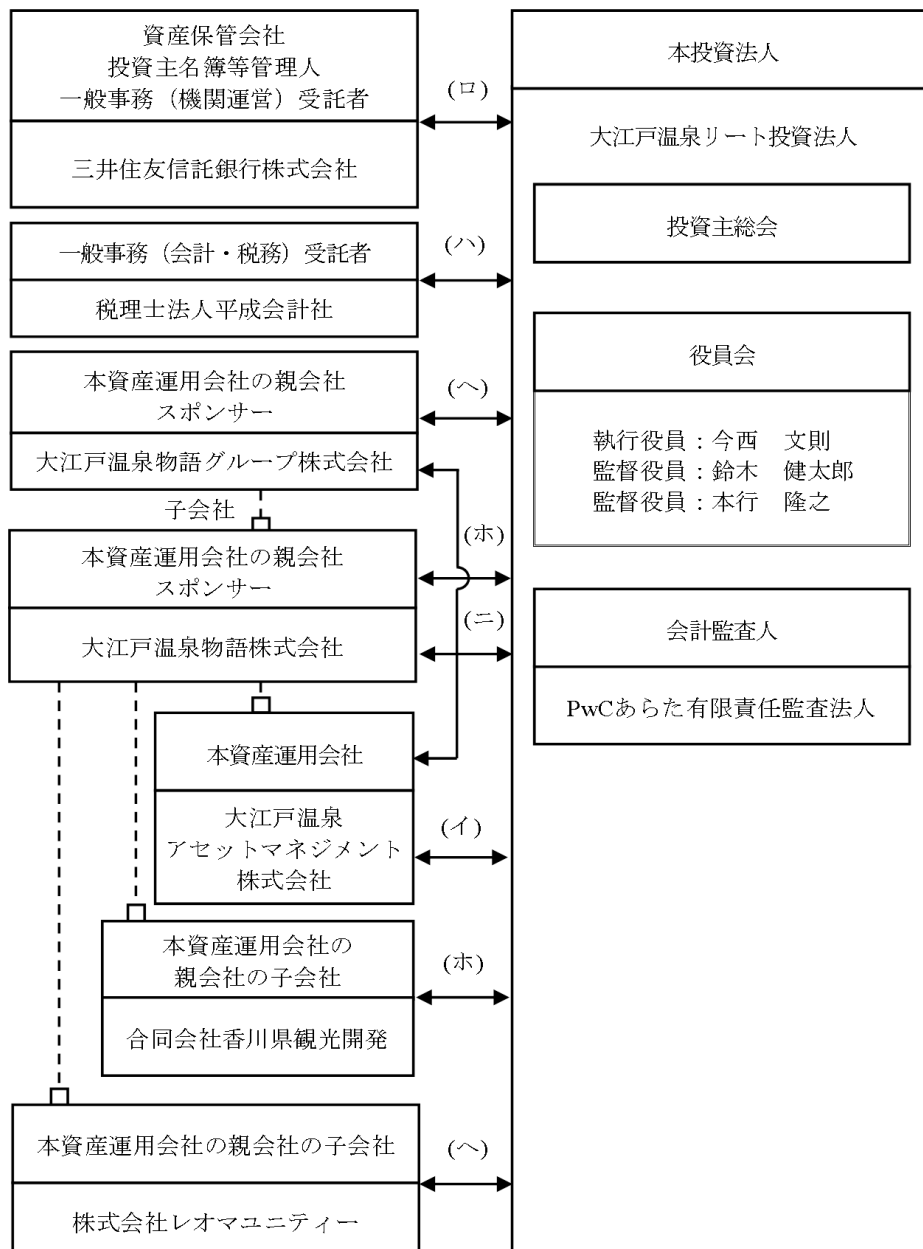 資産保管会社
投資主名簿等管理人
一般事務（機関運営）受託者
三井住友信託銀行株式会社
(ロ)
本投資法人
大江戸温泉リート投資法人
投資主総会
一般事務（会計・税務）受託者
税理士法人平成会計社
(ハ)
役員会
執行役員：今西　文則
監督役員：鈴木　健太郎
監督役員：本行　隆之
本資産運用会社の親会社
スポンサー
大江戸温泉物語グループ株式会社
(ヘ)
子会社
本資産運用会社の親会社
スポンサー
大江戸温泉物語株式会社
(ホ)
(ニ)
会計監査人
PwCあらた有限責任監査法人
本資産運用会社
大江戸温泉
アセットマネジメント
株式会社
(イ)
本資産運用会社の
親会社の子会社
合同会社香川県観光開発
(ホ)
本資産運用会社の親会社の子会社
株式会社レオマユニティー
(ヘ)